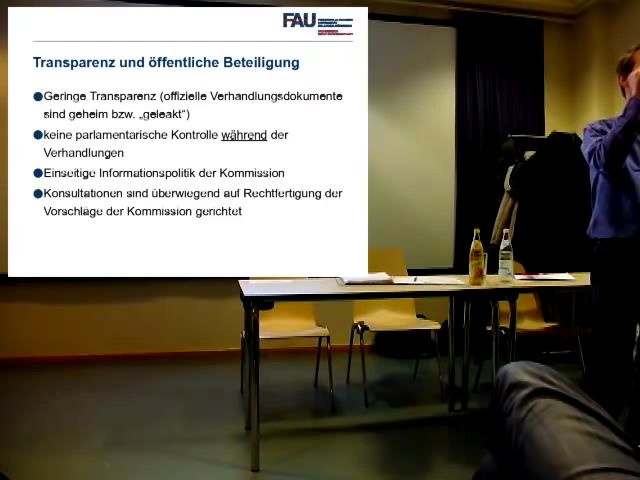 FAU
Transparenz und öffentliche Beteiligung
Geringe Transparenz (offizielle Verhandlungsdokumente
sind geheim bzw. „geleakt“)
keine parlamentarische Kontrolle während der
Verhandlungen
Einseitige Informationspolitik der Kommission
Konsultationen sind überwiegend auf Rechtfertigung der
Vorschläge der Kommission gerichtet